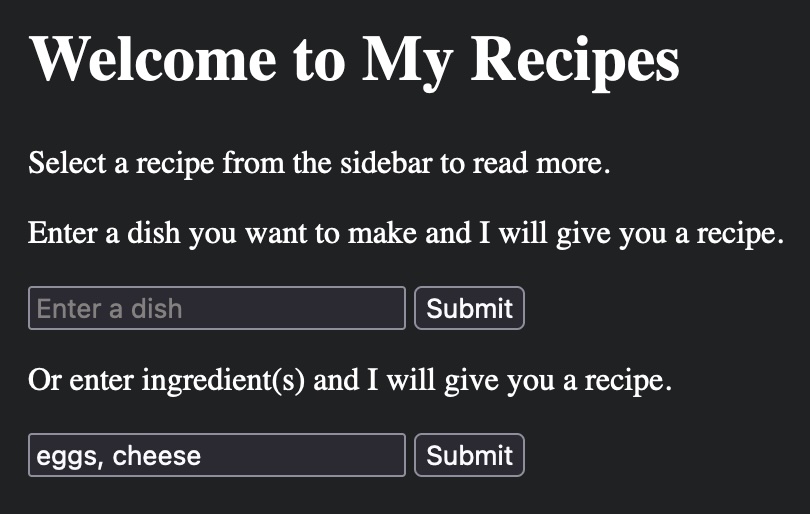 Welcome to My Recipes
Select a recipe from the sidebar to read more.
Enter a dish you want to make and I will give you a recipe.
Enter a dish Submit
Or enter ingredient(s) and I will give you a recipe.
eggs, cheese Submit